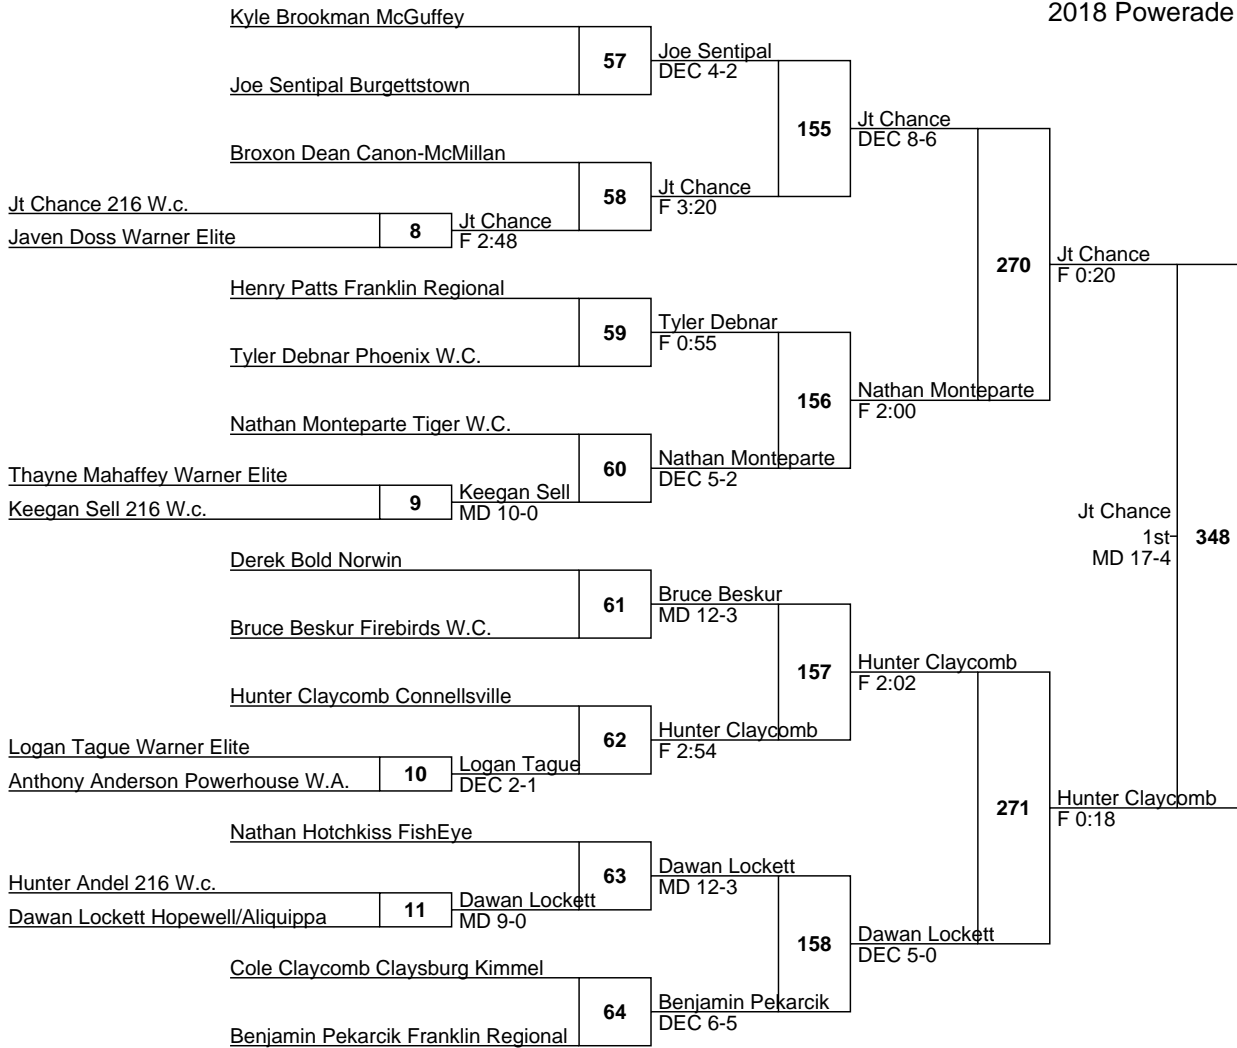 2018 Powerade
Kyle Brookman McGuffey
57
Joe Sentipal
DEC 4-2
Joe Sentipal Burgettstown
155
Jt Chance
DEC 8-6
Broxon Dean Canon-McMillan
58
Jt Chance
F 3:20
Jt Chance 216 W.c.
8
Jt Chance
F 2:48
Javen Doss Warner Elite
270
Jt Chance
F 0:20
Henry Patts Franklin Regional
59
Tyler Debnar
F 0:55
Tyler Debnar Phoenix W.C.
156
Nathan Monteparte
F 2:00
Nathan Monteparte Tiger W.C.
60
Nathan Monteparte
DEC 5-2
Thayne Mahaffey Warner Elite
9
Keegan Sell
MD 10-0
Keegan Sell 216 W.c.
Jt Chance
1st
MD 17-4
348
Derek Bold Norwin
61
Bruce Beskur
MD 12-3
Bruce Beskur Firebirds W.C.
157
Hunter Claycomb
F 2:02
Hunter Claycomb Connellsville
62
Hunter Claycomb
F 2:54
Logan Tague Warner Elite
10
Logan Tague
DEC 2-1
Anthony Anderson Powerhouse W.A.
271
Hunter Claycomb
F 0:18
Nathan Hotchkiss FishEye
63
Dawan Lockett
MD 12-3
Hunter Andel 216 W.c.
11
Dawan Lockett
MD 9-0
Dawan Lockett Hopewell/Aliquippa
158
Dawan Lockett
DEC 5-0
Cole Claycomb Claysburg Kimmel
64
Benjamin Pekarcik
DEC 6-5
Benjamin Pekarcik Franklin Regional